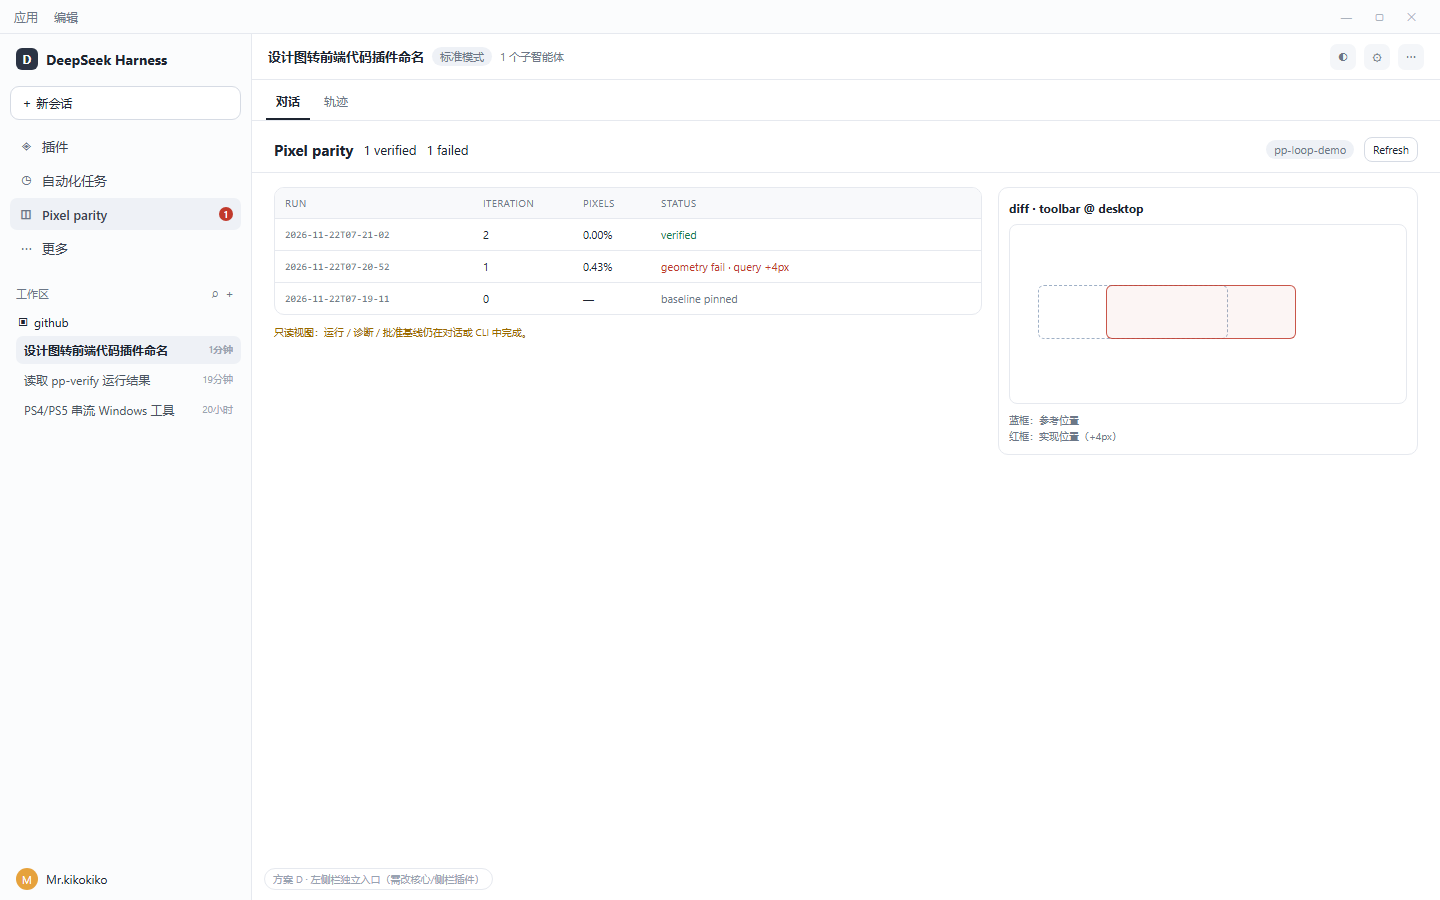 应用 编辑
D DeepSeek Harness
+ 新会话
插件
自动化任务
Pixel parity 1
更多
工作区
github
设计图转前端代码插件命名 1分钟
读取 pp-verify 运行结果 19分钟
PS4/PS5 串流 Windows 工具 20小时
M Mr.kikokiko
设计图转前端代码插件命名 标准模式 1 个子智能体
对话 轨迹
Pixel parity 1 verified 1 failed pp-loop-demo Refresh
RUN ITERATION PIXELS STATUS
2026-11-22T07-21-02 2 0.00% verified
2026-11-22T07-20-52 1 0.43% geometry fail · query +4px
2026-11-22T07-19-11 0 — baseline pinned
只读视图：运行 / 诊断 / 批准基线仍在对话或 CLI 中完成。
diff · toolbar @ desktop
蓝框：参考位置
红框：实现位置（+4px）
方案 D · 左侧栏独立入口（需改核心/侧栏插件）